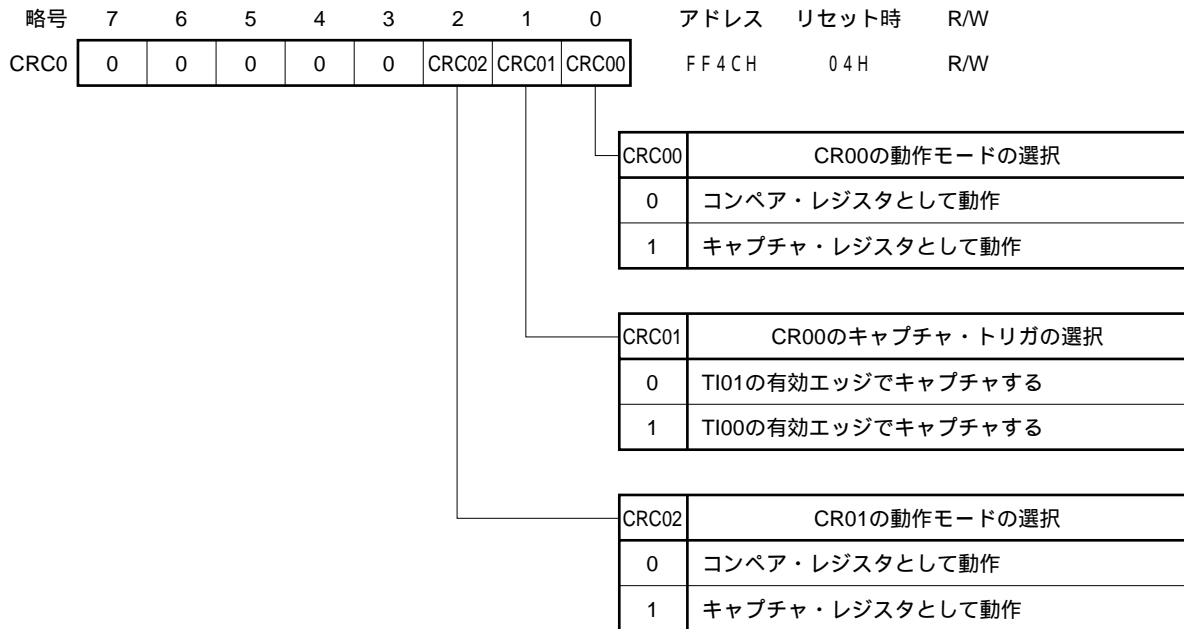 略号 7 6 5 4 3 2 1 0 アドレス リセット時 R/W
CRC0 0 0 0 0 0 CRC02 CRC01 CRC00 FF4CH 04H R/W
CRC00 CR00の動作モードの選択
0 コンペア・レジスタとして動作
1 キャプチャ・レジスタとして動作
CRC01 CR00のキャプチャ・トリガの選択
0 TI01の有効エッジでキャプチャする
1 TI00の有効エッジでキャプチャする
CRC02 CR01の動作モードの選択
0 コンペア・レジスタとして動作
1 キャプチャ・レジスタとして動作